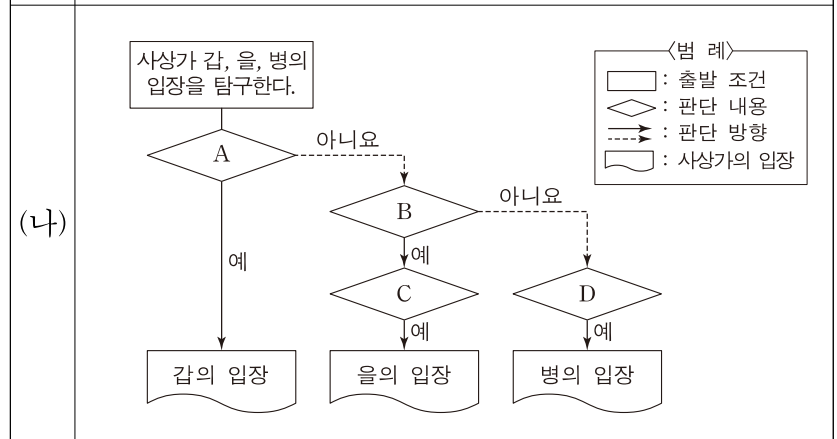 (나)
사상가 갑, 을, 병의
입장을 탐구한다.
A
아니요
B
아니요
예
예
C
D
예
예
갑의 입장
을의 입장
병의 입장
〈범 례〉
: 출발 조건
: 판단 내용
: 판단 방향
: 사상가의 입장